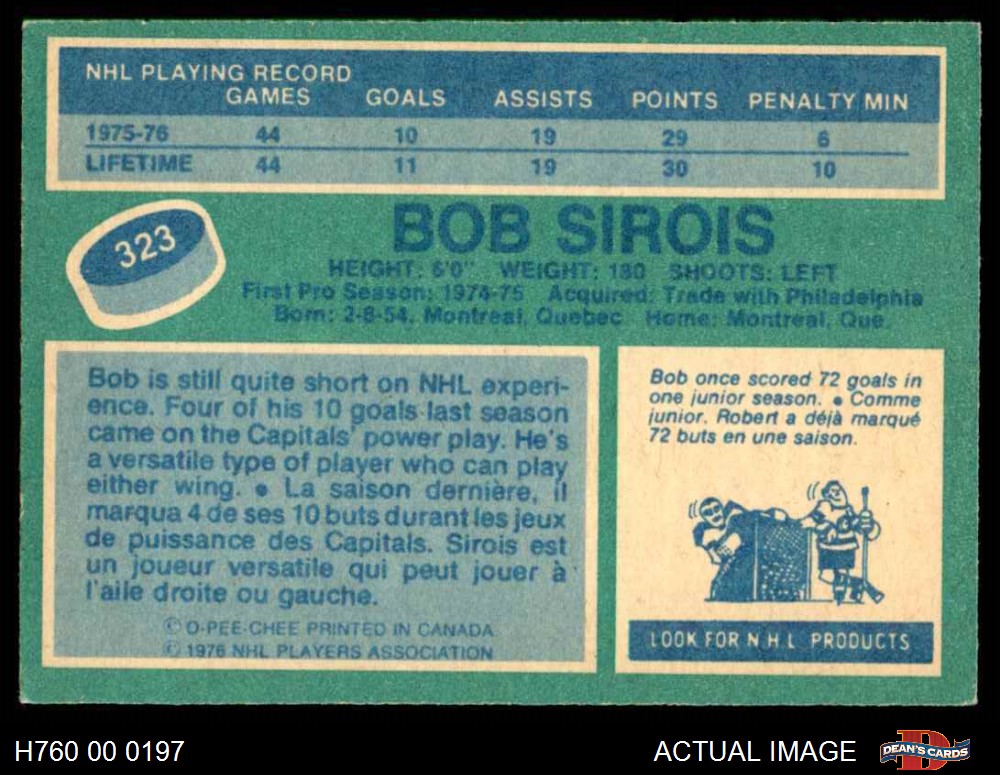 NHL PLAYING RECORD
GAMES GOALS ASSISTS POINTS PENALTY MIN
1975-76 44 10 19 29 6
LIFETIME 44 11 19 30 10
323
BOB SIROIS
HEIGHT: 6'0" WEIGHT: 180 SHOOTS: LEFT
First Pro Season: 1974-75 Acquired: Trade with Philadelphia
Born: 2-8-54, Montreal, Quebec Home: Montreal, Que.
Bob is still quite short on NHL experi-
ence. Four of his 10 goals last season
came on the Capitals' power play. He's
a versatile type of player who can play
either wing. ● La saison dernière, il
marqua 4 de ses 10 buts durant les jeux
de puissance des Capitals. Sirois est
un joueur versatile qui peut jouer à
l'aile droite ou gauche.
© O-PEE-CHEE PRINTED IN CANADA
© 1976 NHL PLAYERS ASSOCIATION
Bob once scored 72 goals in
one junior season. ● Comme
junior, Robert a déjà marqué
72 buts en une saison.
LOOK FOR N.H.L PRODUCTS
H760 00 0197
ACTUAL IMAGE
D
DEAN'S CARDS